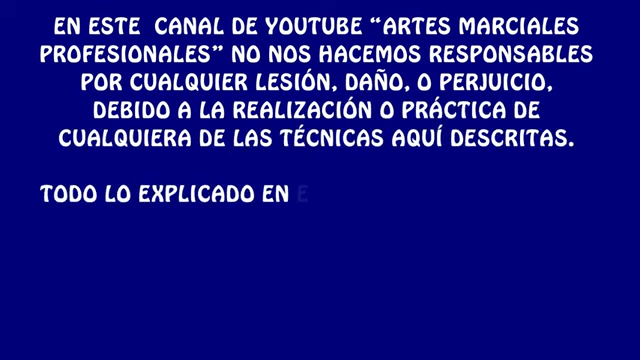 EN ESTE  CANAL DE YOUTUBE “ARTES MARCIALES
PROFESIONALES” NO NOS HACEMOS RESPONSABLES
POR CUALQUIER LESIÓN, DAÑO, O PERJUICIO,
DEBIDO A LA REALIZACIÓN O PRÁCTICA DE
CUALQUIERA DE LAS TÉCNICAS AQUÍ DESCRITAS.
TODO LO EXPLICADO EN E